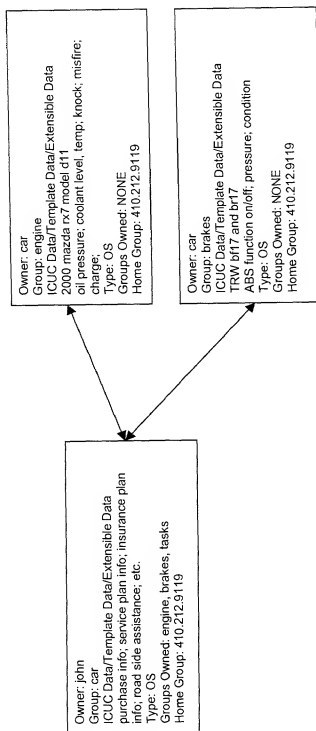 Owner: john
Group: car
ICUC Data/Template Data/Extensible Data
purchase info; service plan info; insurance plan
info; road side assistance; etc.
Type: OS
Groups Owned: engine, brakes, tasks
Home Group: 410.212.9119
Owner: car
Group: engine
ICUC Data/Template Data/Extensible Data
2000 mazda rx7 model d11
oil pressure; coolant level, temp; knock; misfire;
charge;
Type: OS
Groups Owned: NONE
Home Group: 410.212.9119
Owner: car
Group: brakes
ICUC Data/Template Data/Extensible Data
TRW bf17 and br17
ABS function on/off; pressure; condition
Type: OS
Groups Owned: NONE
Home Group: 410.212.9119